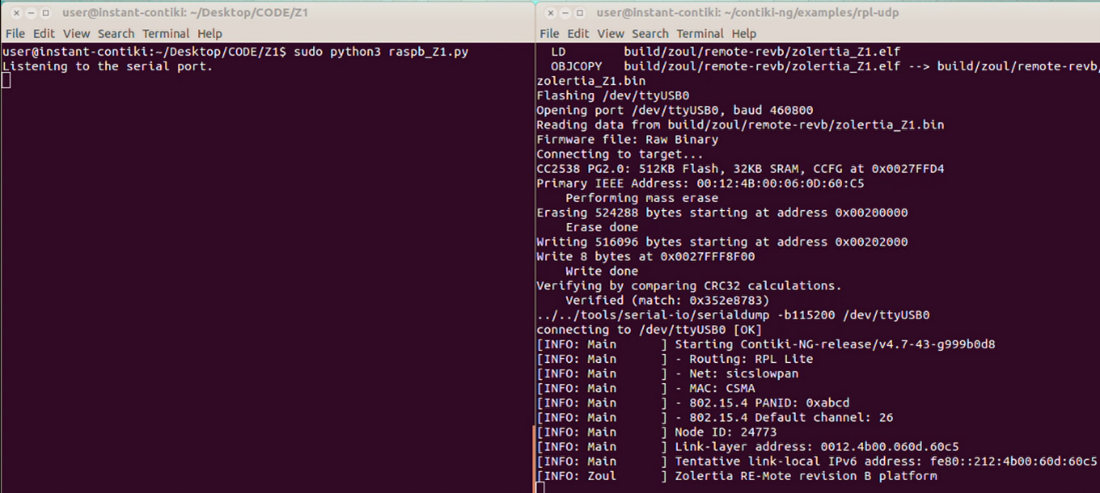 user@instant-contiki: ~/Desktop/CODE/Z1
File Edit View Search Terminal Help
user@instant-contiki:~/Desktop/CODE/Z1$ sudo python3 raspb_Z1.py
Listening to the serial port.
user@instant-contiki: ~/contiki-ng/examples/rpl-udp
File Edit View Search Terminal Help
LD build/zoul/remote-revb/zolertia_Z1.elf
OBJCOPY build/zoul/remote-revb/zolertia_Z1.elf --> build/zoul/remote-revb/
zolertia_Z1.bin
Flashing /dev/ttyUSB0
Opening port /dev/ttyUSB0, baud 460800
Reading data from build/zoul/remote-revb/zolertia_Z1.bin
Firmware file: Raw Binary
Connecting to target...
CC2538 PG2.0: 512KB Flash, 32KB SRAM, CCFG at 0x0027FFD4
Primary IEEE Address: 00:12:4B:00:06:0D:60:C5
Performing mass erase
Erasing 524288 bytes starting at address 0x00200000
Erase done
Writing 516096 bytes starting at address 0x00202000
Write 8 bytes at 0x0027FFF8F00
Write done
Verifying by comparing CRC32 calculations.
Verified (match: 0x352e8783)
../../tools/serial-io/serialdump -b115200 /dev/ttyUSB0
connecting to /dev/ttyUSB0 [OK]
[INFO: Main ] Starting Contiki-NG-release/v4.7-43-g999b0d8
[INFO: Main ] - Routing: RPL Lite
[INFO: Main ] - Net: sicslowpan
[INFO: Main ] - MAC: CSMA
[INFO: Main ] - 802.15.4 PANID: 0xabcd
[INFO: Main ] - 802.15.4 Default channel: 26
[INFO: Main ] Node ID: 24773
[INFO: Main ] Link-layer address: 0012.4b00.060d.60c5
[INFO: Main ] Tentative link-local IPv6 address: fe80::212:4b00:60d:60c5
[INFO: Zoul ] Zolertia RE-Mote revision B platform